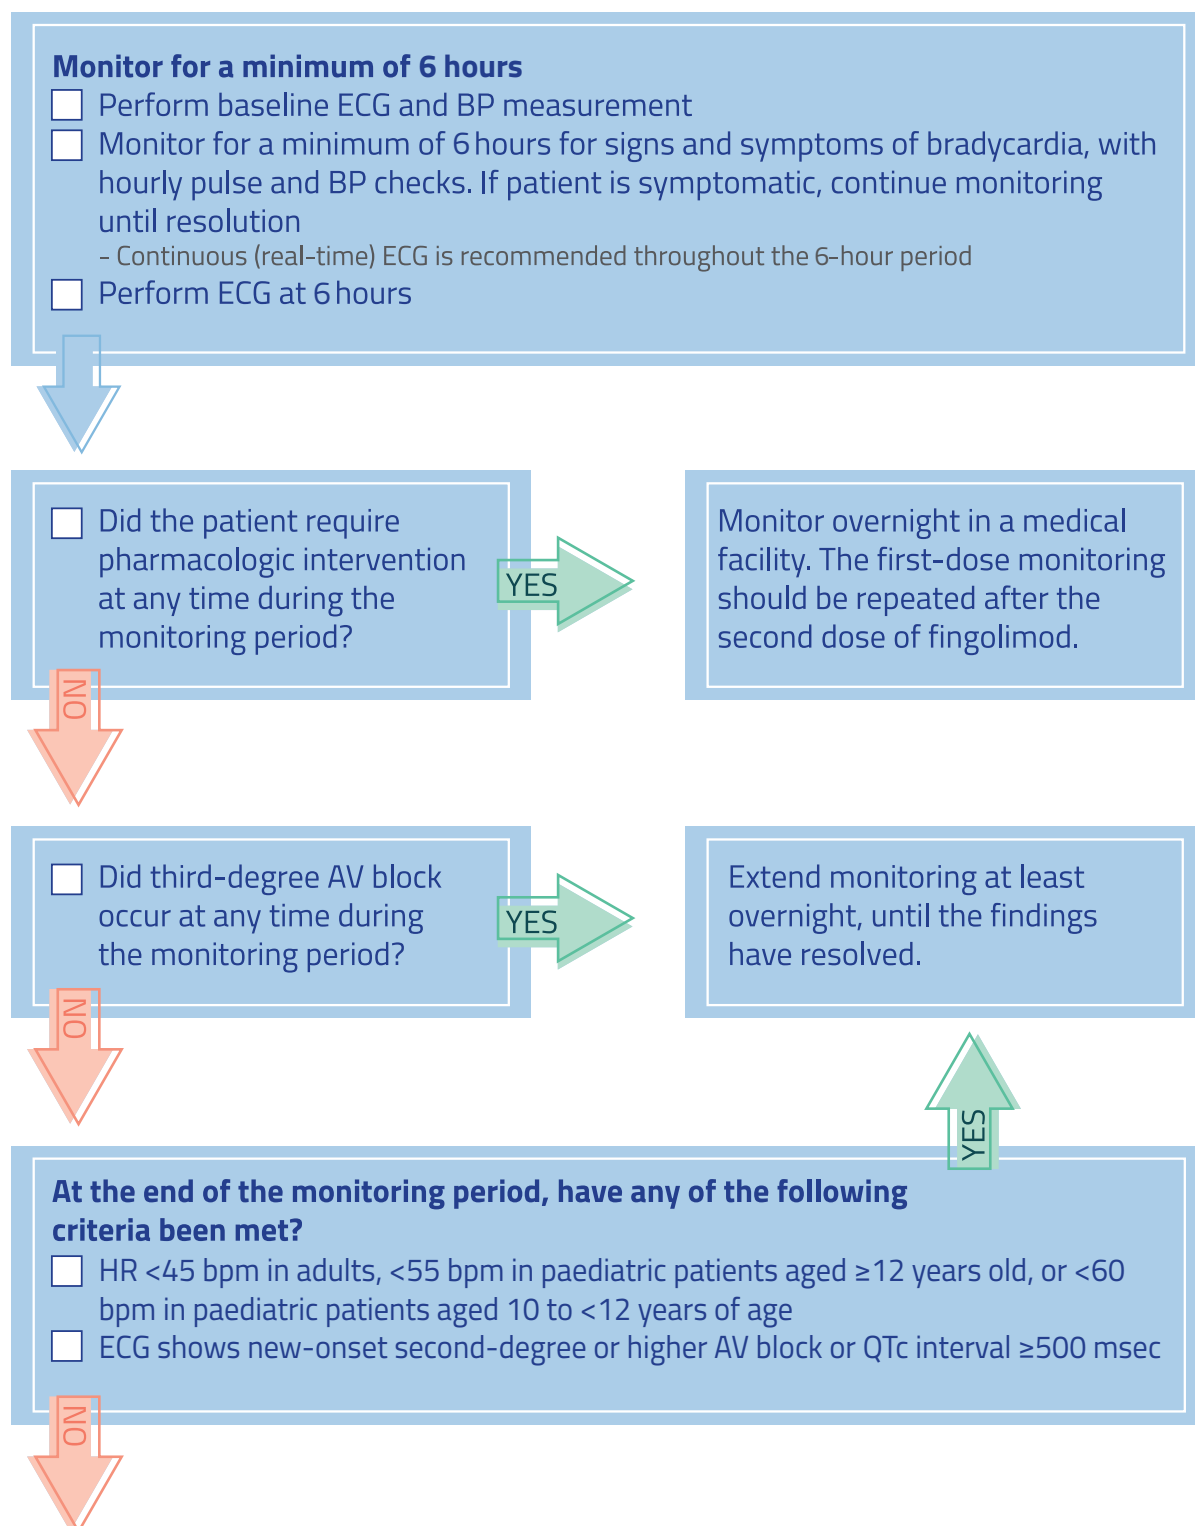 Monitor for a minimum of 6 hours
Perform baseline ECG and BP measurement
Monitor for a minimum of 6 hours for signs and symptoms of bradycardia, with
hourly pulse and BP checks. If patient is symptomatic, continue monitoring
until resolution
- Continuous (real-time) ECG is recommended throughout the 6-hour period
Perform ECG at 6 hours
Did the patient require
pharmacologic intervention
at any time during the
monitoring period?
YES
Monitor overnight in a medical
facility. The first-dose monitoring
should be repeated after the
second dose of fingolimod.
NO
Did third-degree AV block
occur at any time during
the monitoring period?
YES
Extend monitoring at least
overnight, until the findings
have resolved.
NO
YES
At the end of the monitoring period, have any of the following
criteria been met?
HR <45 bpm in adults, <55 bpm in paediatric patients aged ≥12 years old, or <60
bpm in paediatric patients aged 10 to <12 years of age
ECG shows new-onset second-degree or higher AV block or QTc interval ≥500 msec
NO